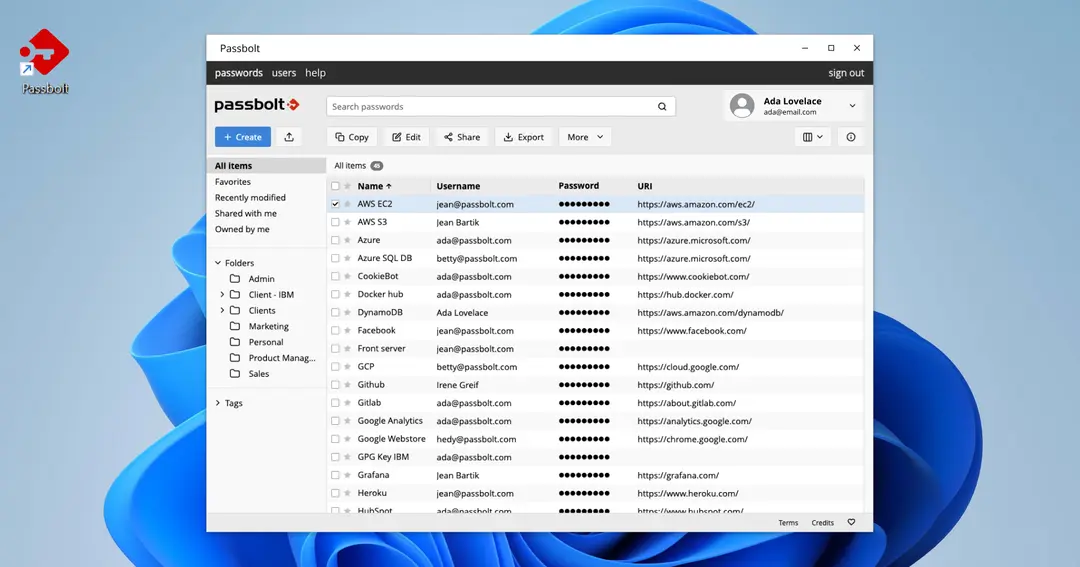 Passbolt
Passbolt
passwords users help sign out
passbolt
Search passwords
Ada Lovelace
ada@email.com
+ Create Copy Edit Share Export More
All items
Favorites
Recently modified
Shared with me
Owned by me
Folders
Admin
Client - IBM
Clients
Marketing
Personal
Product Manag...
Sales
Tags
All items 45
Name Username Password URI
AWS EC2 jean@passbolt.com ●●●●●●●●● https://aws.amazon.com/ec2/
AWS S3 Jean Bartik ●●●●●●●●● https://aws.amazon.com/s3/
Azure ada@passbolt.com ●●●●●●●●● https://azure.microsoft.com/
Azure SQL DB betty@passbolt.com ●●●●●●●●● https://azure.microsoft.com/
CookieBot ada@passbolt.com ●●●●●●●●● https://www.cookiebot.com/
Docker hub ada@passbolt.com ●●●●●●●●● https://hub.docker.com/
DynamoDB Ada Lovelace ●●●●●●●●● https://aws.amazon.com/dynamodb/
Facebook jean@passbolt.com ●●●●●●●●● https://www.facebook.com/
Front server jean@passbolt.com ●●●●●●●●●
GCP betty@passbolt.com ●●●●●●●●● https://cloud.google.com/
Github Irene Greif ●●●●●●●●● https://github.com/
Gitlab ada@passbolt.com ●●●●●●●●● https://about.gitlab.com/
Google Analytics ada@passbolt.com ●●●●●●●●● https://analytics.google.com/
Google Webstore hedy@passbolt.com ●●●●●●●●● https://chrome.google.com/
GPG Key IBM ada@passbolt.com ●●●●●●●●●
Grafana Jean Bartik ●●●●●●●●● https://grafana.com/
Heroku jean@passbolt.com ●●●●●●●●● https://www.heroku.com/
HubSpot ada@passbolt.com ●●●●●●●●● https://www.hubspot.com/
Terms Credits